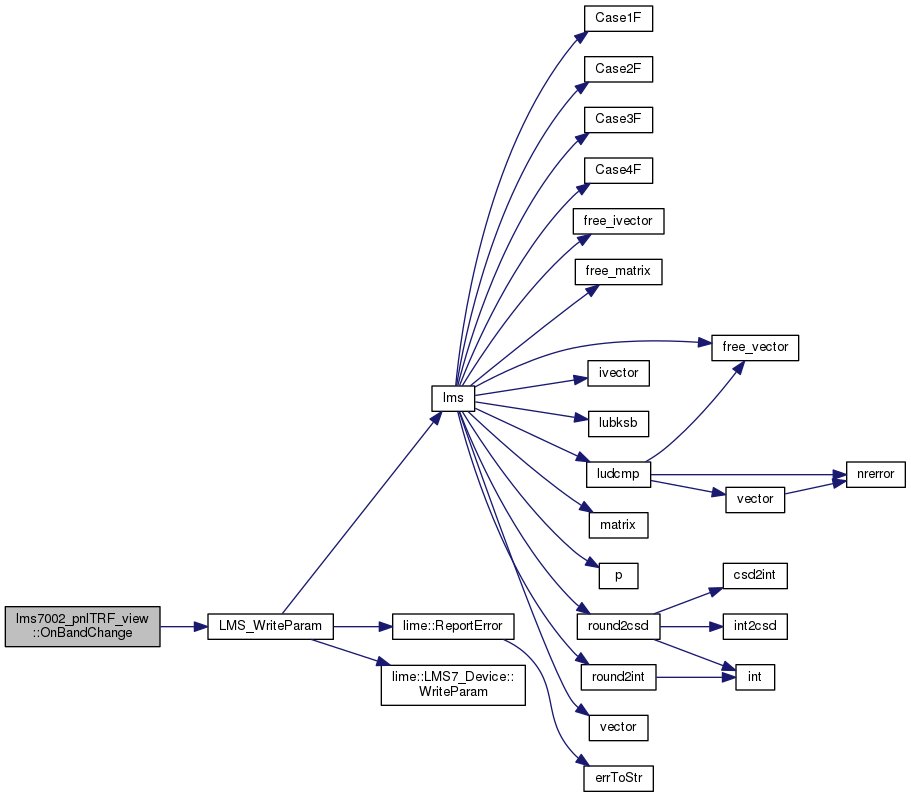 Case1F
Case2F
Case3F
Case4F
free_ivector
free_matrix
free_vector
ivector
lms
lubksb
ludcmp
nrerror
vector
matrix
p
csd2int
lms7002_pnlTRF_view
::OnBandChange
LMS_WriteParam
lime::ReportError
round2csd
int2csd
lime::LMS7_Device::
WriteParam
round2int
int
vector
errToStr